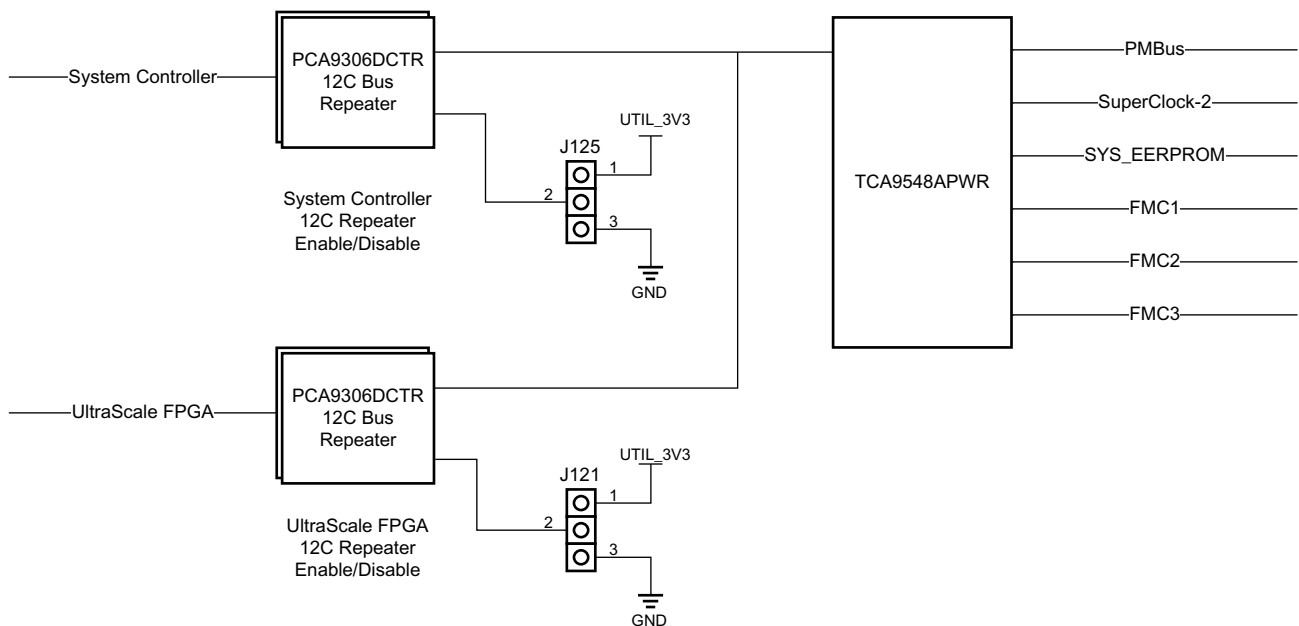 System Controller
PCA9306DCTR
12C Bus
Repeater
System Controller
12C Repeater
Enable/Disable
J125
1
2
3
UTIL_3V3
GND
TCA9548APWR
PMBus
SuperClock-2
SYS_EERPROM
FMC1
FMC2
FMC3
UltraScale FPGA
PCA9306DCTR
12C Bus
Repeater
UltraScale FPGA
12C Repeater
Enable/Disable
J121
1
2
3
UTIL_3V3
GND